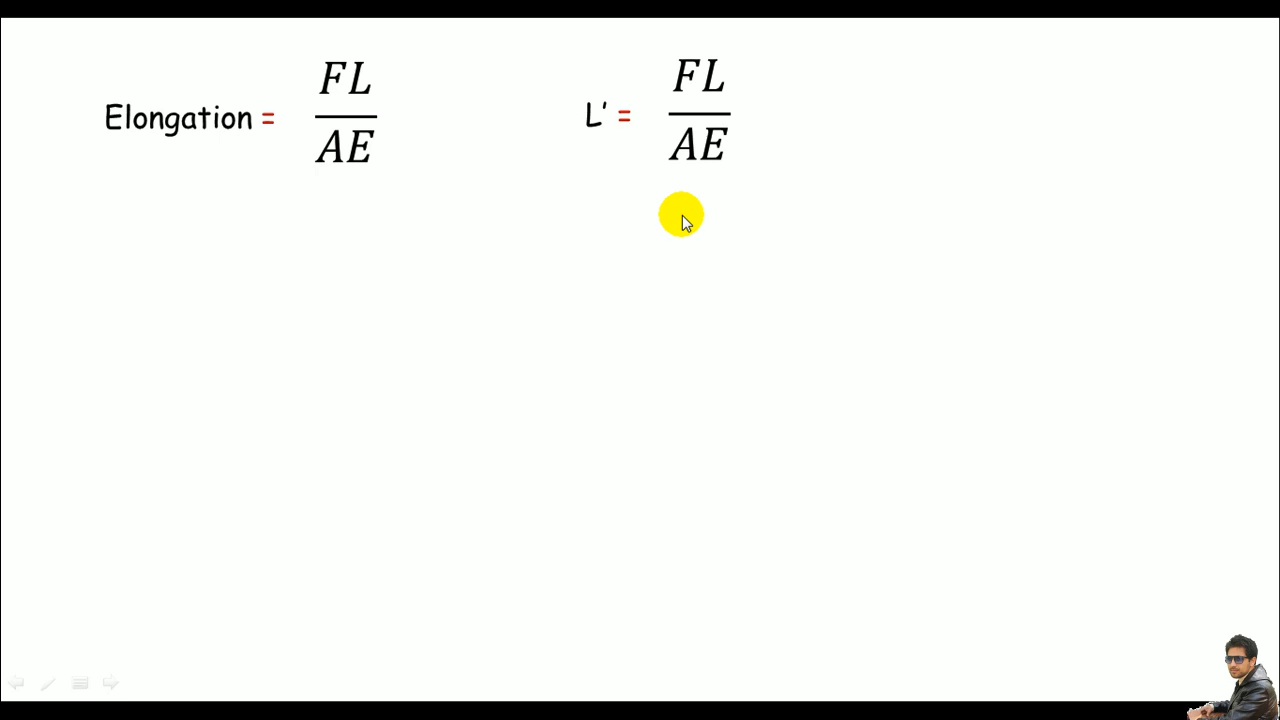 Elongation = FL/AE
L' = FL/AE